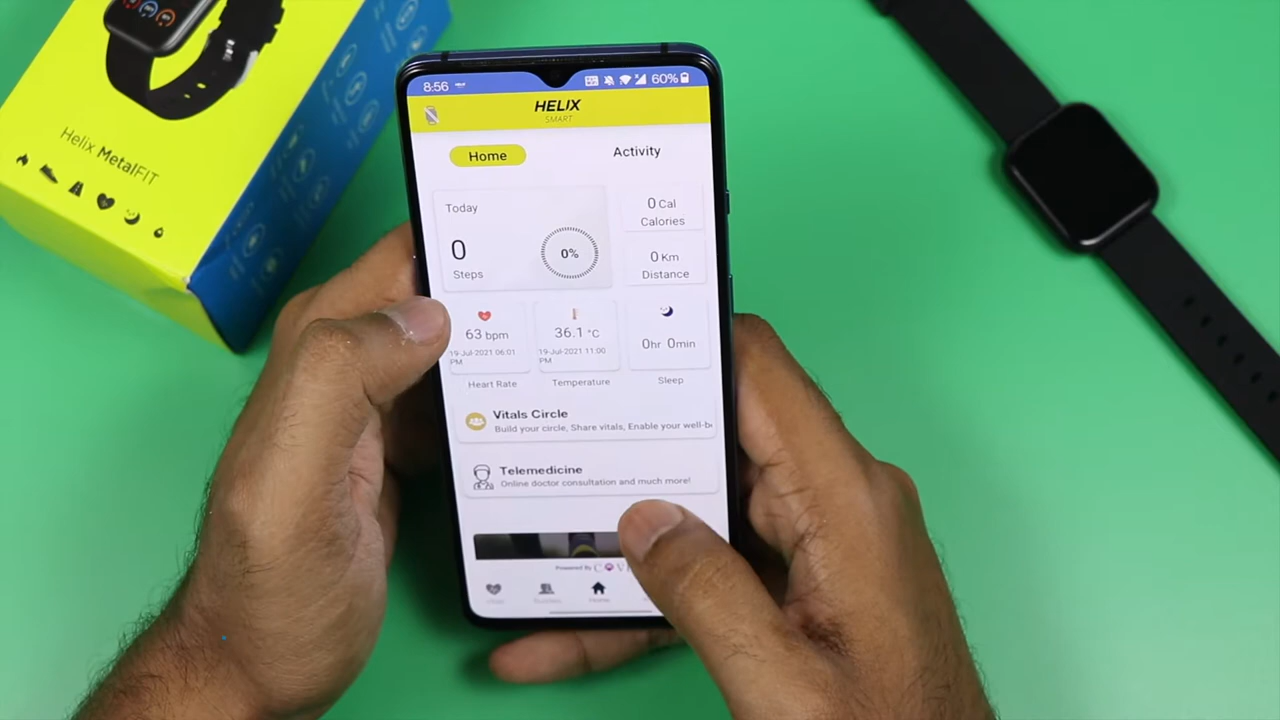 Helix MetalFIT
8:56
60%
HELIX
SMART
Home
Activity
Today
0
Steps
0%
0 Cal
Calories
0 Km
Distance
63 bpm
19-Jul-2021 06:01
PM
Heart Rate
36.1 °C
19-Jul-2021 11:00
PM
Temperature
0hr 0min
Sleep
Vitals Circle
Build your circle, Share vitals, Enable your well-b
Telemedicine
Online doctor consultation and much more!
Powered By
Home